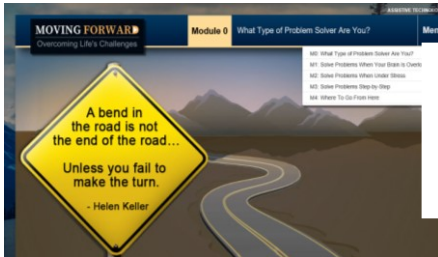 ASSISTIVE TECHNOLOGY
MOVING FORWARD
Overcoming Life's Challenges
Module 0
What Type of Problem Solver Are You?
Men
M0: What Type of Problem Solver Are You?
M1: Solve Problems When Your Brain is Overlo
M2: Solve Problems When Under Stress
M3: Solve Problems Step-by-Step
M4: Where To Go From Here
A bend in
the road is not
the end of the road...
Unless you fail to
make the turn.
- Helen Keller